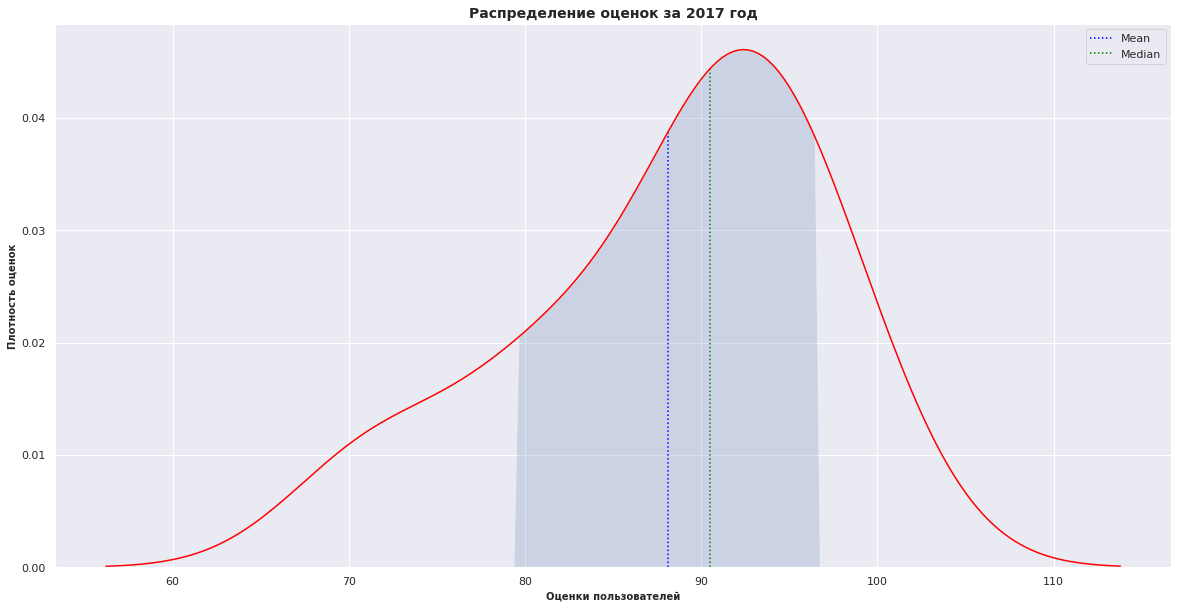 Распределение оценок за 2017 год
Mean
Median
Плотность оценок
0.04
0.03
0.02
0.01
0.00
60 70 80 90 100 110
Оценки пользователей